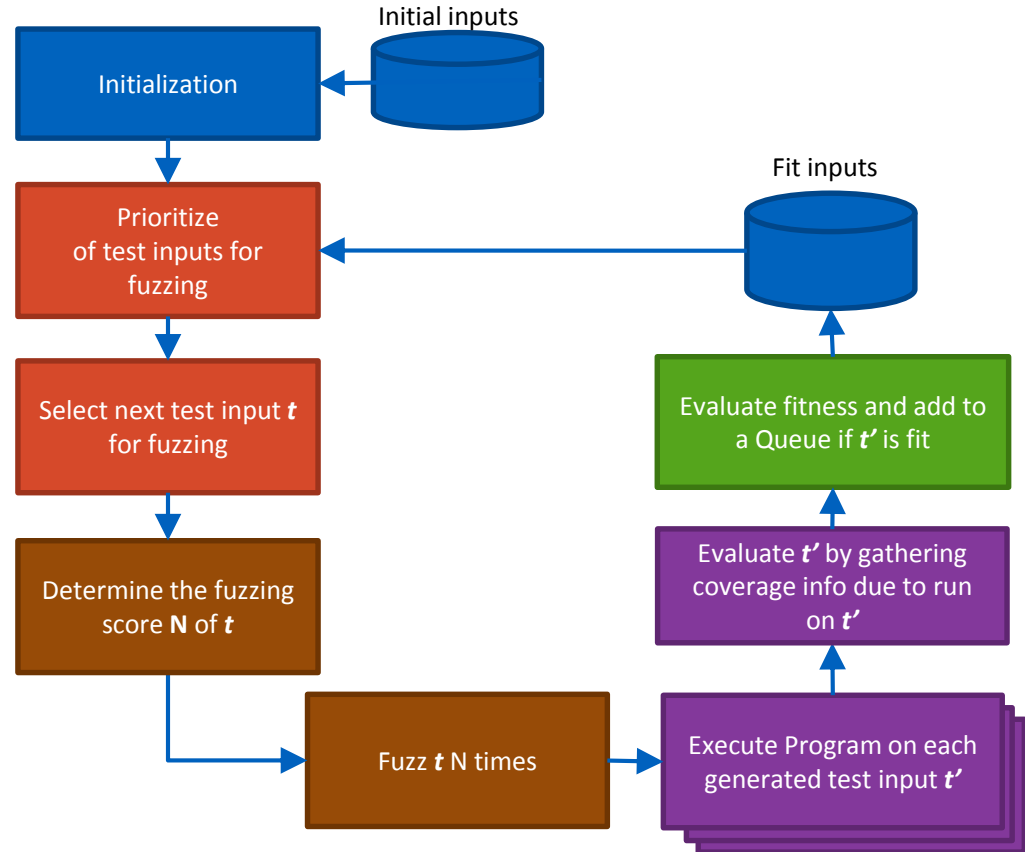 Initial inputs
Initialization
Fit inputs
Prioritize
of test inputs for
fuzzing
Select next test input t
for fuzzing
Evaluate fitness and add to
a Queue if t’ is fit
Determine the fuzzing
score N of t
Evaluate t’ by gathering
coverage info due to run
on t’
Fuzz t N times
Execute Program on each
generated test input t’